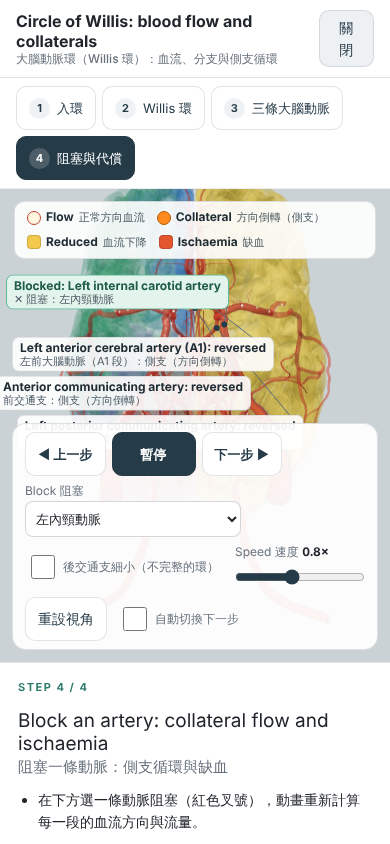 Circle of Willis: blood flow and
collaterals
大腦動脈環（Willis 環）：血流、分支與側支循環
關
閉
1 入環
2 Willis 環
3 三條大腦動脈
4 阻塞與代償
Flow 正常方向血流
Collateral 方向倒轉（側支）
Reduced 血流下降
Ischaemia 缺血
Blocked: Left internal carotid artery
✕ 阻塞：左內頸動脈
Left anterior cerebral artery (A1): reversed
左前大腦動脈（A1 段）：側支（方向倒轉）
Anterior communicating artery: reversed
前交通支：側支（方向倒轉）
Left posterior communicating artery: reversed
◀ 上一步
暫停
下一步 ▶
Block 阻塞
左內頸動脈
後交通支細小（不完整的環）
Speed 速度 0.8×
重設視角
自動切換下一步
STEP 4 / 4
Block an artery: collateral flow and
ischaemia
阻塞一條動脈：側支循環與缺血
• 在下方選一條動脈阻塞（紅色叉號），動畫重新計算
每一段的血流方向與流量。